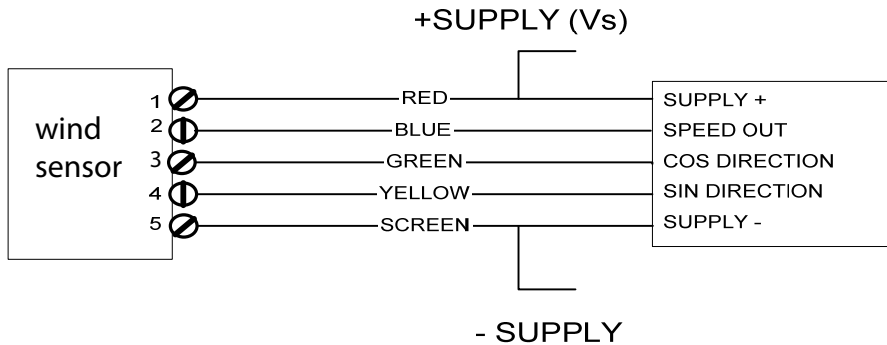 +SUPPLY (Vs)
wind
sensor
1 RED SUPPLY +
2 BLUE SPEED OUT
3 GREEN COS DIRECTION
4 YELLOW SIN DIRECTION
5 SCREEN SUPPLY -
- SUPPLY